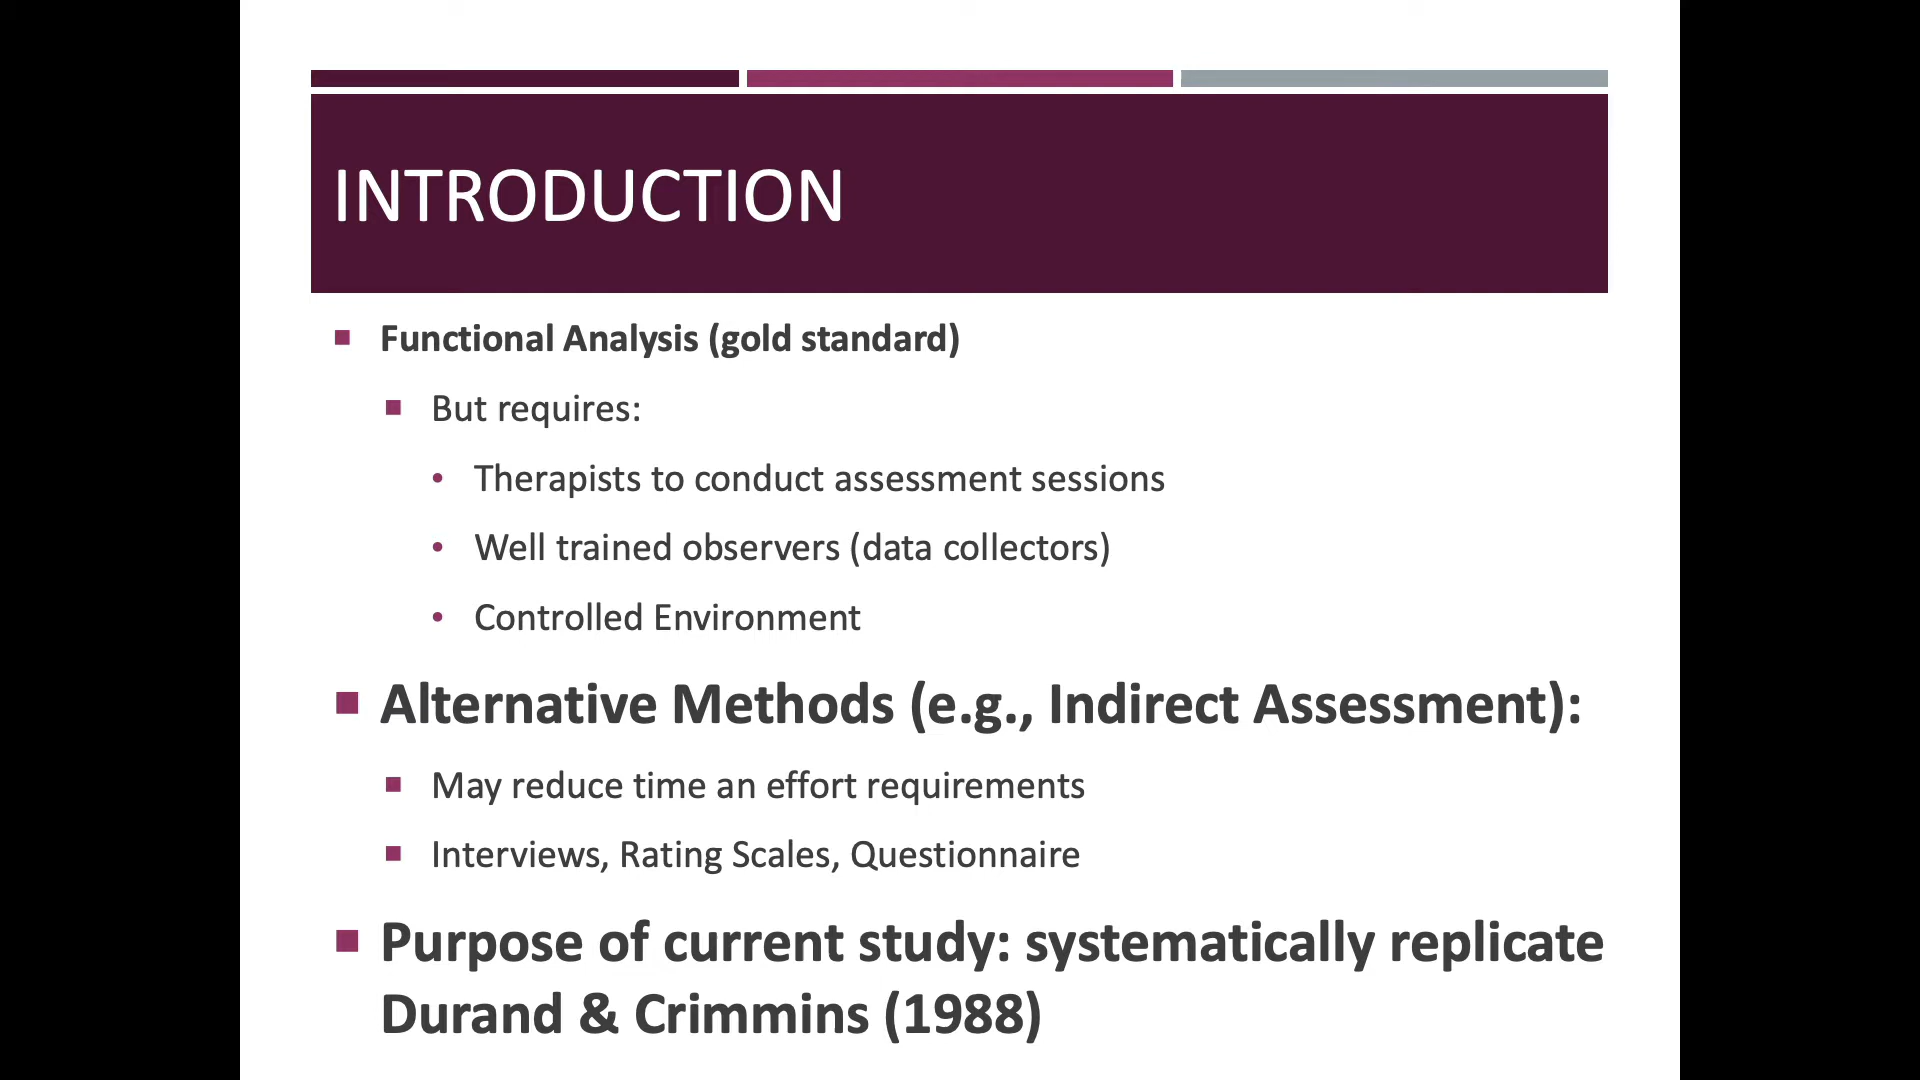 INTRODUCTION
Functional Analysis (gold standard)
But requires:
Therapists to conduct assessment sessions
Well trained observers (data collectors)
Controlled Environment
Alternative Methods (e.g., Indirect Assessment):
May reduce time an effort requirements
Interviews, Rating Scales, Questionnaire
Purpose of current study: systematically replicate
Durand & Crimmins (1988)